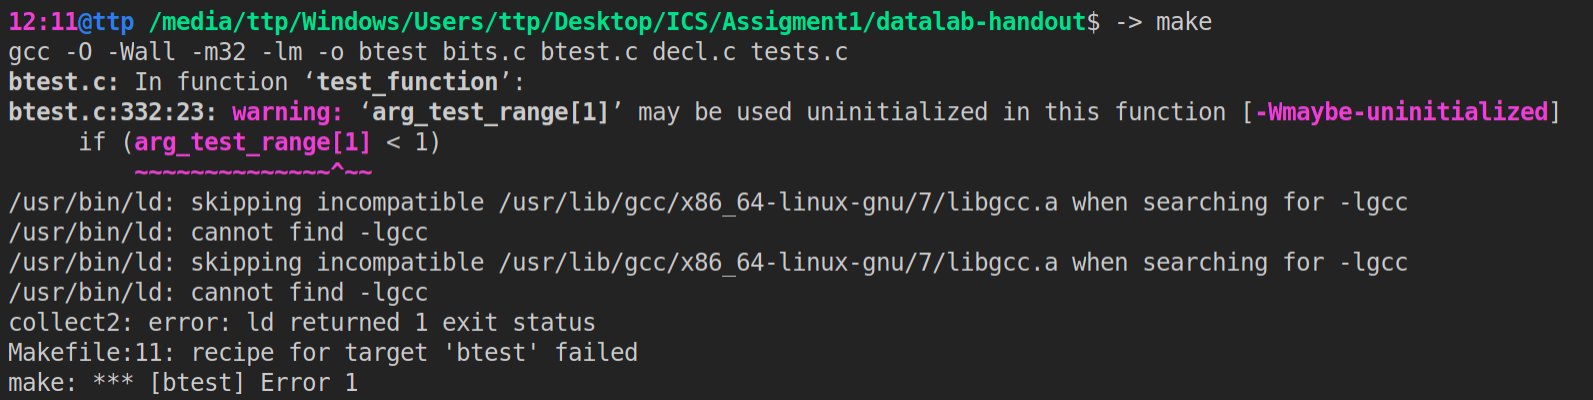 12:11@ttp /media/ttp/Windows/Users/ttp/Desktop/ICS/Assigment1/datalab-handout$ -> make
gcc -O -Wall -m32 -lm -o btest bits.c btest.c decl.c tests.c
btest.c: In function ‘test_function’:
btest.c:332:23: warning: ‘arg_test_range[1]’ may be used uninitialized in this function [-Wmaybe-uninitialized]
     if (arg_test_range[1] < 1)
         ~~~~~~~~~~~~~~^~~
/usr/bin/ld: skipping incompatible /usr/lib/gcc/x86_64-linux-gnu/7/libgcc.a when searching for -lgcc
/usr/bin/ld: cannot find -lgcc
/usr/bin/ld: skipping incompatible /usr/lib/gcc/x86_64-linux-gnu/7/libgcc.a when searching for -lgcc
/usr/bin/ld: cannot find -lgcc
collect2: error: ld returned 1 exit status
Makefile:11: recipe for target 'btest' failed
make: *** [btest] Error 1